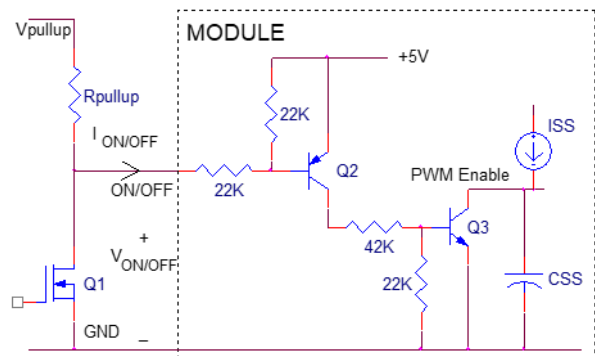 Vpullup
MODULE
+5V
Rpullup
22K
I ON/OFF
ISS
Q2
PWM Enable
ON/OFF
22K
42K
Q3
+
V ON/OFF
22K
CSS
Q1
GND
_